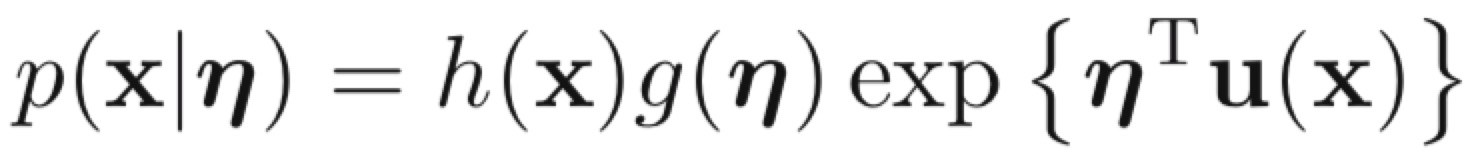 p(𝐱|𝛈) = h(𝐱)g(𝛈) exp {𝛈ᵀ𝐮(𝐱)}